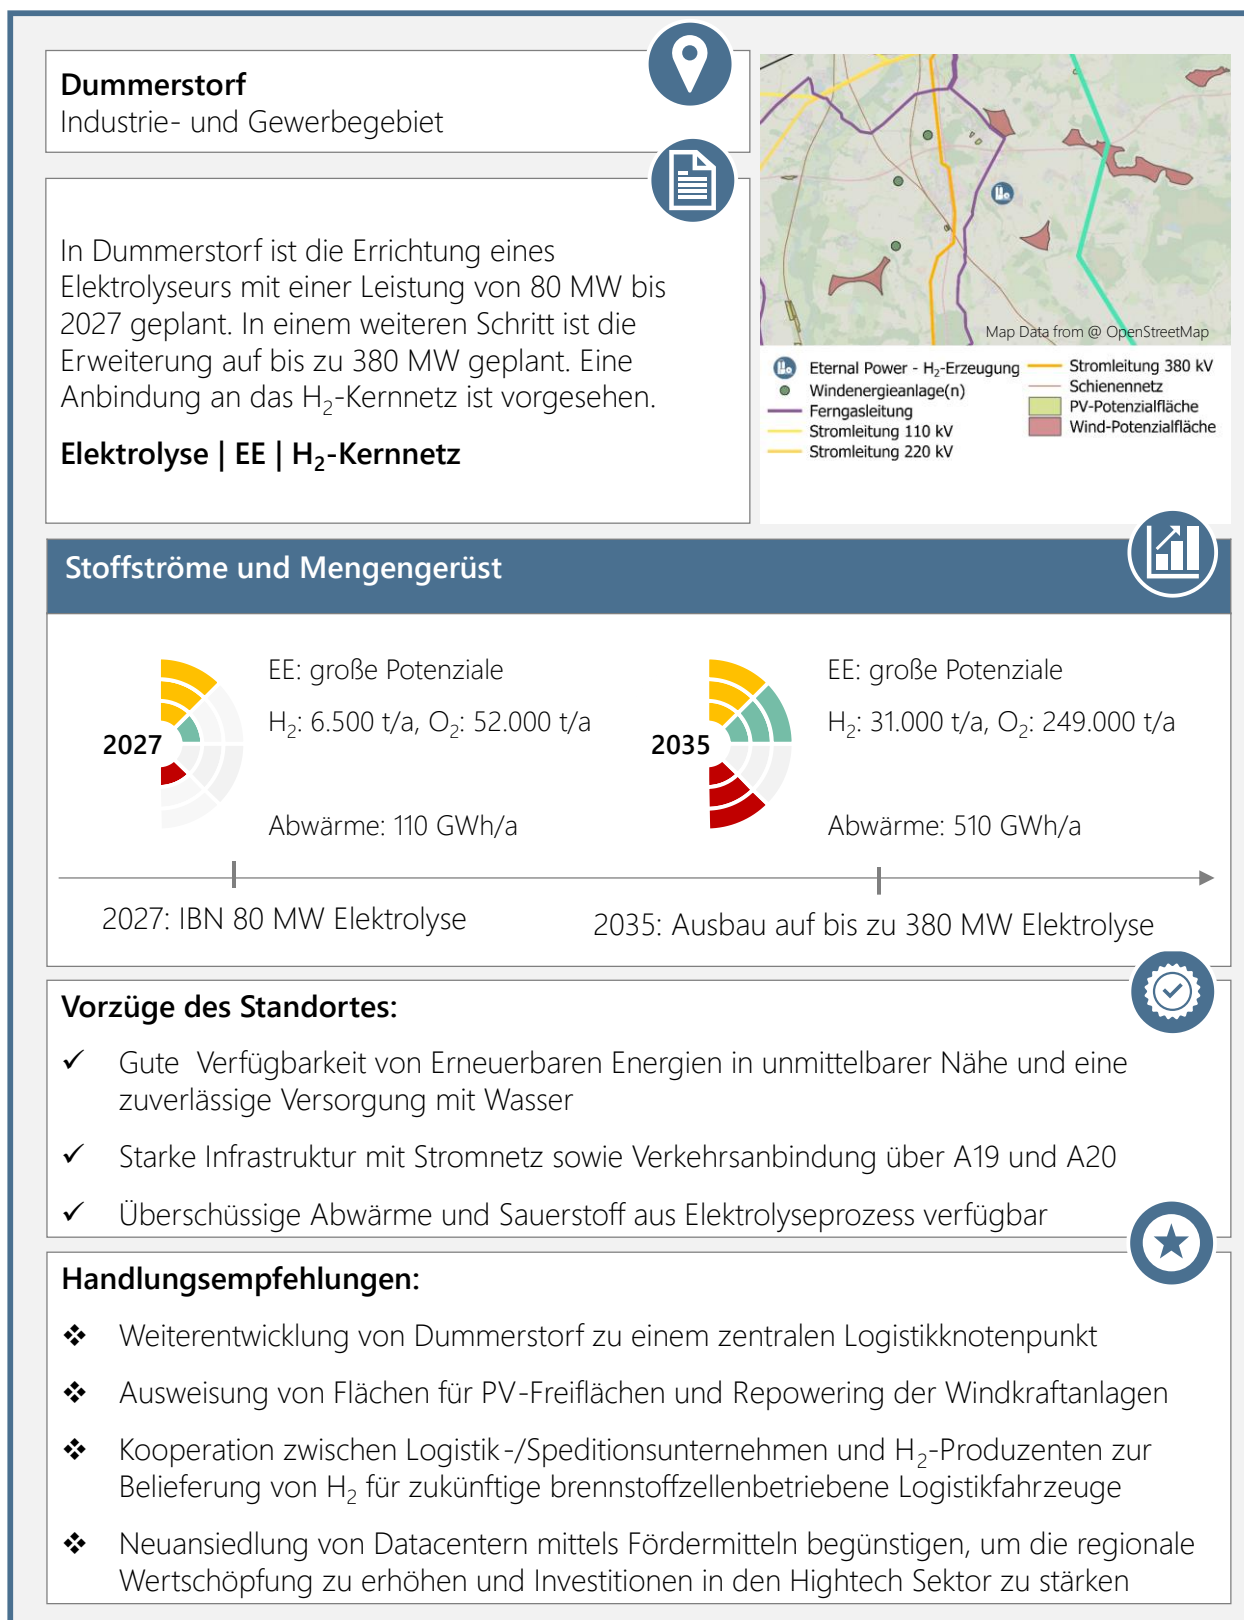 Dummerstorf
Industrie- und Gewerbegebiet
In Dummerstorf ist die Errichtung eines
Elektrolyseurs mit einer Leistung von 80 MW bis
2027 geplant. In einem weiteren Schritt ist die
Erweiterung auf bis zu 380 MW geplant. Eine
Anbindung an das H₂-Kernnetz ist vorgesehen.
Elektrolyse | EE | H₂-Kernnetz
Map Data from @ OpenStreetMap
Eternal Power - H₂-Erzeugung
Windenergieanlage(n)
Ferngasleitung
Stromleitung 110 kV
Stromleitung 220 kV
Stromleitung 380 kV
Schienennetz
PV-Potenzialfläche
Wind-Potenzialfläche
Stoffströme und Mengengerüst
2027
EE: große Potenziale
H₂: 6.500 t/a, O₂: 52.000 t/a
Abwärme: 110 GWh/a
2035
EE: große Potenziale
H₂: 31.000 t/a, O₂: 249.000 t/a
Abwärme: 510 GWh/a
2027: IBN 80 MW Elektrolyse
2035: Ausbau auf bis zu 380 MW Elektrolyse
Vorzüge des Standortes:
✓ Gute  Verfügbarkeit von Erneuerbaren Energien in unmittelbarer Nähe und eine
zuverlässige Versorgung mit Wasser
✓ Starke Infrastruktur mit Stromnetz sowie Verkehrsanbindung über A19 und A20
✓ Überschüssige Abwärme und Sauerstoff aus Elektrolyseprozess verfügbar
Handlungsempfehlungen:
❖ Weiterentwicklung von Dummerstorf zu einem zentralen Logistikknotenpunkt
❖ Ausweisung von Flächen für PV-Freiflächen und Repowering der Windkraftanlagen
❖ Kooperation zwischen Logistik-/Speditionsunternehmen und H₂-Produzenten zur
Belieferung von H₂ für zukünftige brennstoffzellenbetriebene Logistikfahrzeuge
❖ Neuansiedlung von Datacentern mittels Fördermitteln begünstigen, um die regionale
Wertschöpfung zu erhöhen und Investitionen in den Hightech Sektor zu stärken